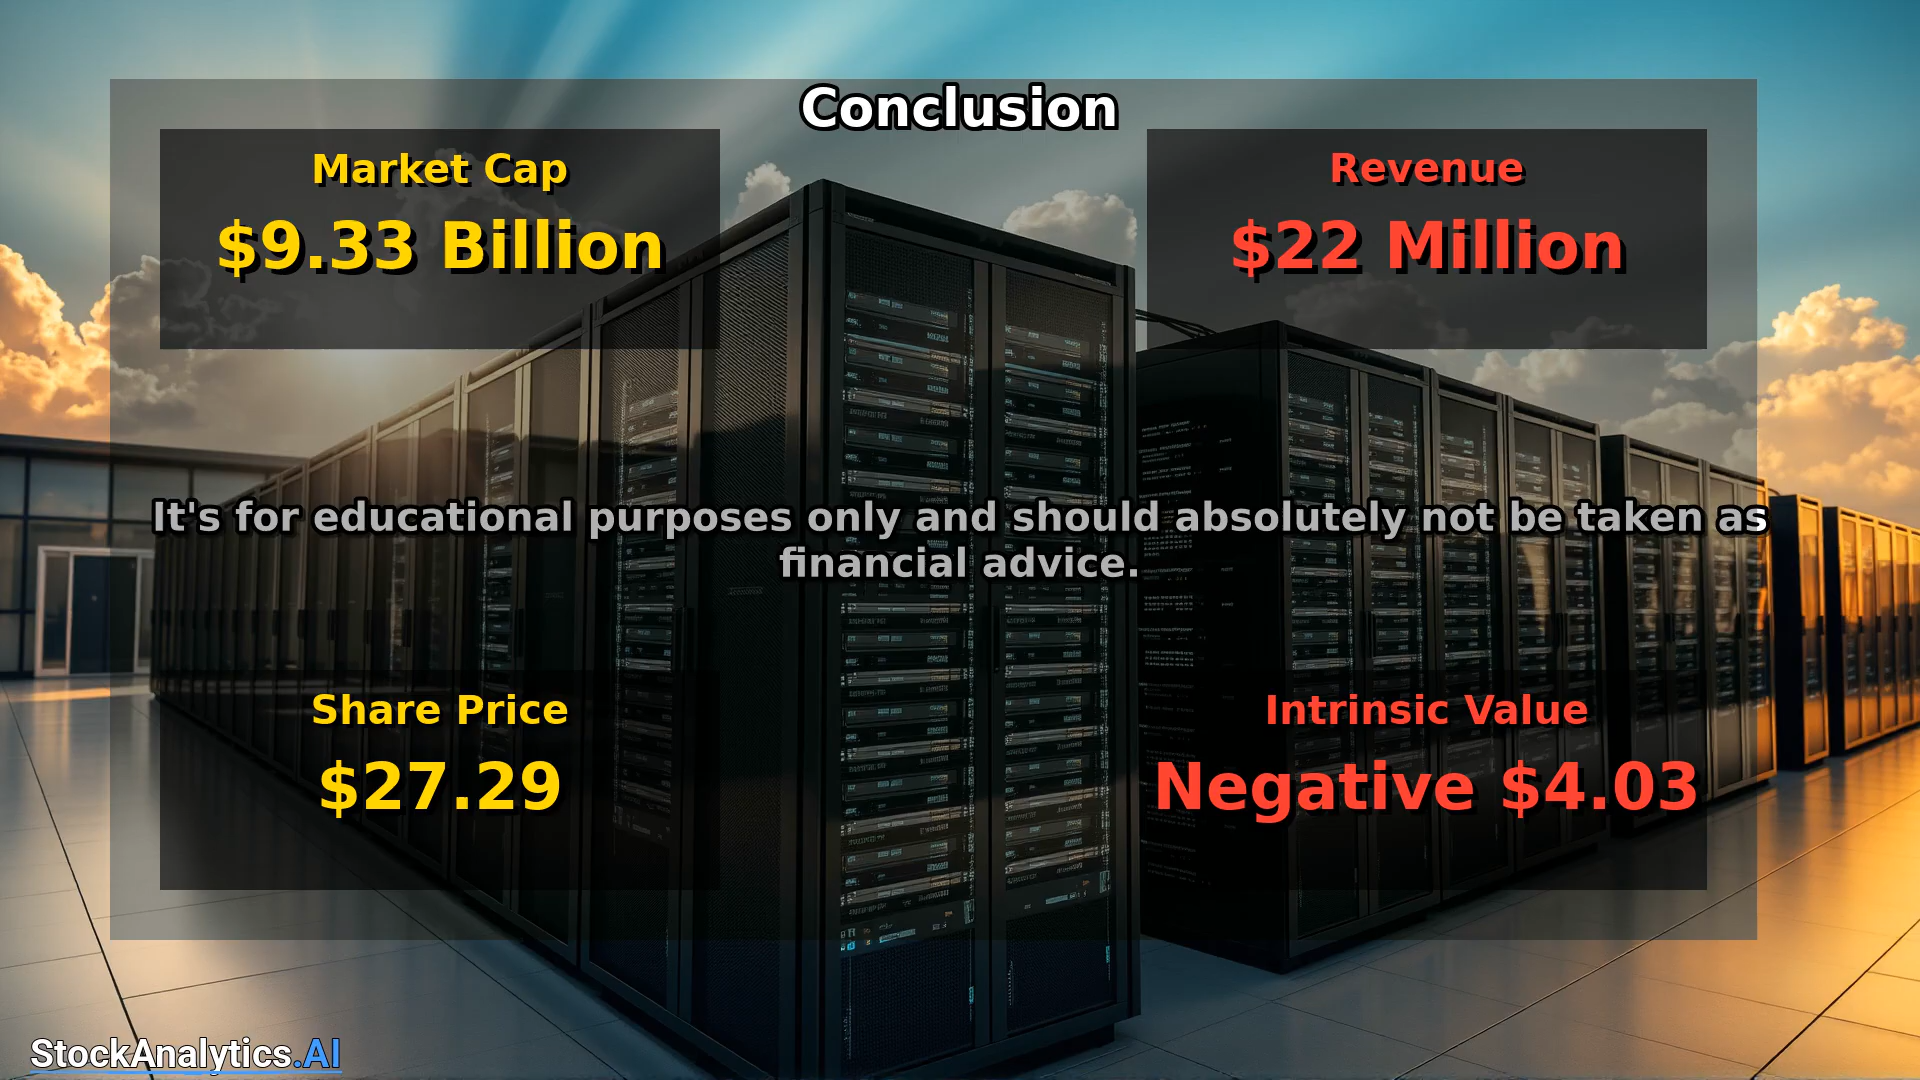 Conclusion
Market Cap
$9.33 Billion
Revenue
$22 Million
It's for educational purposes only and should absolutely not be taken as
financial advice.
Share Price
$27.29
Intrinsic Value
Negative $4.03
StockAnalytics.AI